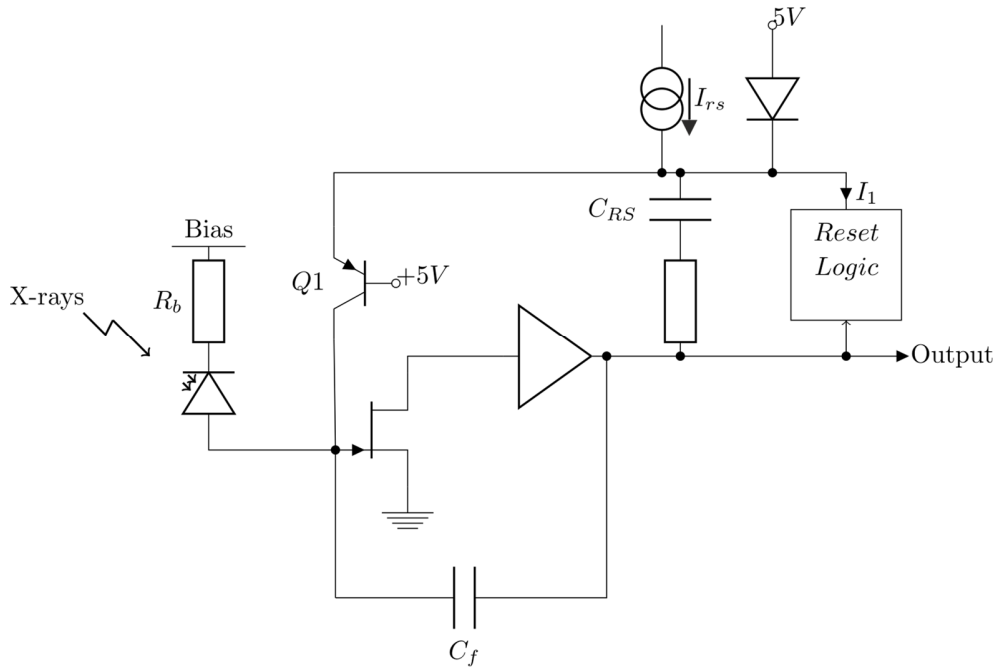 5V
I_rs
C_RS
I_1
Reset
Logic
Bias
Q1
+5V
X-rays
R_b
Output
C_f